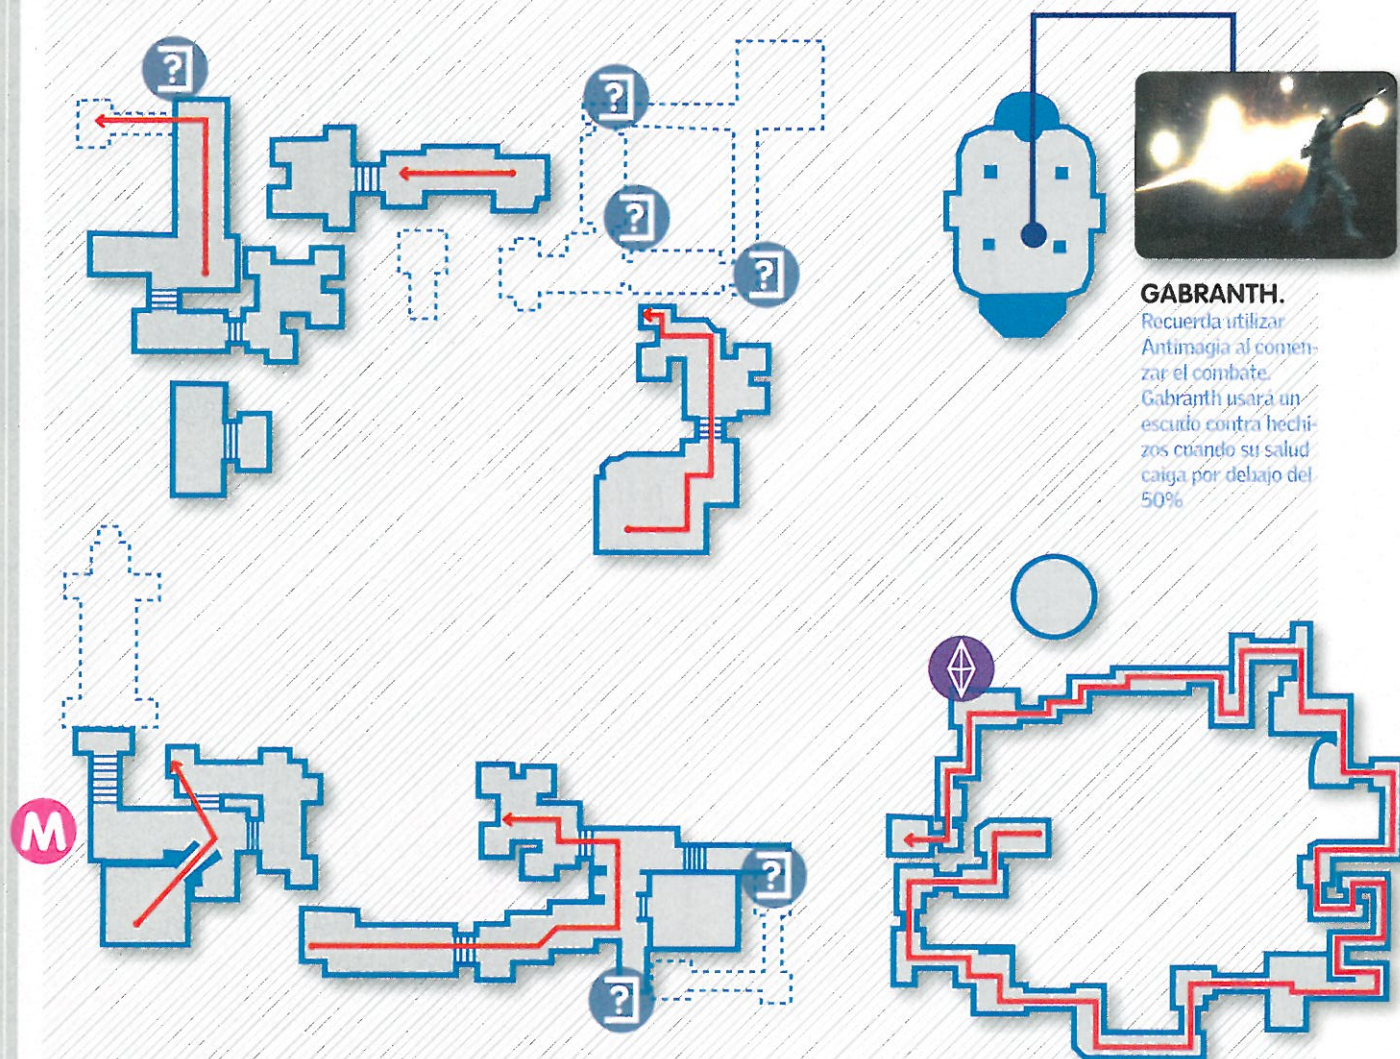 ?
?
?
?
GABRANTH.
Recuerda utilizar
Antimagia al comen-
zar el combate.
Gabranth usará un
escudo contra hechi-
zos cuando su salud
caiga por debajo del
50%
M
?
?